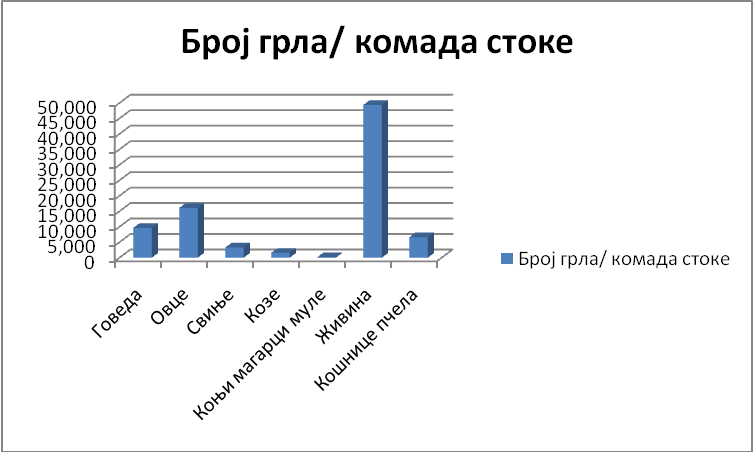 Број грла/ комада стоке
50,000
45,000
40,000
35,000
30,000
25,000
20,000
15,000
10,000
5,000
0
Говеда
Овце
Свиње
Козе
Коњи магарци муле
Живина
Кошнице пчела
Број грла/ комада стоке